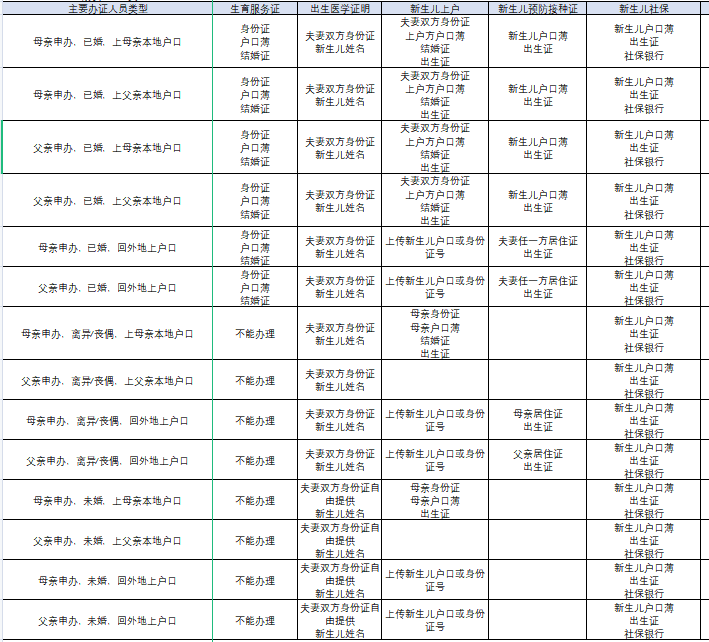 主要办证人员类型 生育服务证 出生医学证明 新生儿上户 新生儿预防接种证 新生儿社保
母亲申办、已婚、上母亲本地户口
身份证
户口薄
结婚证
夫妻双方身份证
新生儿姓名
夫妻双方身份证
上户方户口薄
结婚证
出生证
新生儿户口薄
出生证
新生儿户口薄
出生证
社保银行
母亲申办、已婚、上父亲本地户口
身份证
户口薄
结婚证
夫妻双方身份证
新生儿姓名
夫妻双方身份证
上户方户口薄
结婚证
出生证
新生儿户口薄
出生证
新生儿户口薄
出生证
社保银行
父亲申办、已婚、上母亲本地户口
身份证
户口薄
结婚证
夫妻双方身份证
新生儿姓名
夫妻双方身份证
上户方户口薄
结婚证
出生证
新生儿户口薄
出生证
新生儿户口薄
出生证
社保银行
父亲申办、已婚、上父亲本地户口
身份证
户口薄
结婚证
夫妻双方身份证
新生儿姓名
夫妻双方身份证
上户方户口薄
结婚证
出生证
新生儿户口薄
出生证
新生儿户口薄
出生证
社保银行
母亲申办、已婚、回外地上户口
身份证
户口薄
结婚证
夫妻双方身份证
新生儿姓名
上传新生儿户口或身份
证号
夫妻任一方居住证
出生证
新生儿户口薄
出生证
社保银行
父亲申办、已婚、回外地上户口
身份证
户口薄
结婚证
夫妻双方身份证
新生儿姓名
上传新生儿户口或身份
证号
夫妻任一方居住证
出生证
新生儿户口薄
出生证
社保银行
母亲申办、离异/丧偶、上母亲本地户口
不能办理
夫妻双方身份证
新生儿姓名
母亲身份证
母亲户口薄
结婚证
出生证
新生儿户口薄
出生证
社保银行
父亲申办、离异/丧偶、上父亲本地户口
不能办理
夫妻双方身份证
新生儿姓名
新生儿户口薄
出生证
社保银行
母亲申办、离异/丧偶、回外地上户口
不能办理
夫妻双方身份证
新生儿姓名
上传新生儿户口或身份
证号
母亲居住证
出生证
新生儿户口薄
出生证
社保银行
父亲申办、离异/丧偶、回外地上户口
不能办理
夫妻双方身份证
新生儿姓名
上传新生儿户口或身份
证号
父亲居住证
出生证
新生儿户口薄
出生证
社保银行
母亲申办、未婚、上母亲本地户口
不能办理
夫妻双方身份证自
由提供
新生儿姓名
母亲身份证
母亲户口薄
出生证
新生儿户口薄
出生证
社保银行
父亲申办、未婚、上父亲本地户口
不能办理
夫妻双方身份证自
由提供
新生儿姓名
新生儿户口薄
出生证
社保银行
母亲申办、未婚、回外地上户口
不能办理
夫妻双方身份证自
由提供
新生儿姓名
上传新生儿户口或身份
证号
新生儿户口薄
出生证
社保银行
父亲申办、未婚、回外地上户口
不能办理
夫妻双方身份证自
由提供
新生儿姓名
上传新生儿户口或身份
证号
新生儿户口薄
出生证
社保银行